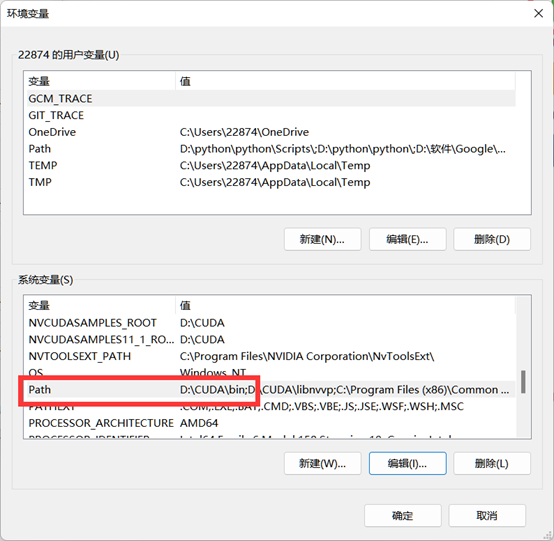 环境变量
22874 的用户变量(U)
变量 值
GCM_TRACE
GIT_TRACE
OneDrive C:\Users\22874\OneDrive
Path D:\python\python\Scripts\;D:\python\python\;D:\软件\Google\...
TEMP C:\Users\22874\AppData\Local\Temp
TMP C:\Users\22874\AppData\Local\Temp
新建(N)... 编辑(E)... 删除(D)
系统变量(S)
变量 值
NVCUDASAMPLES_ROOT D:\CUDA
NVCUDASAMPLES11_1_RO... D:\CUDA
NVTOOLSEXT_PATH C:\Program Files\NVIDIA Corporation\NvToolsExt\
OS Windows_NT
Path D:\CUDA\bin;D:\CUDA\libnvvp;C:\Program Files (x86)\Common ...
PATHEXT .COM;.EXE;.BAT;.CMD;.VBS;.VBE;.JS;.JSE;.WSF;.WSH;.MSC
PROCESSOR_ARCHITECTURE AMD64
PROCESSOR_IDENTIFIER
新建(W)... 编辑(I)... 删除(L)
确定 取消